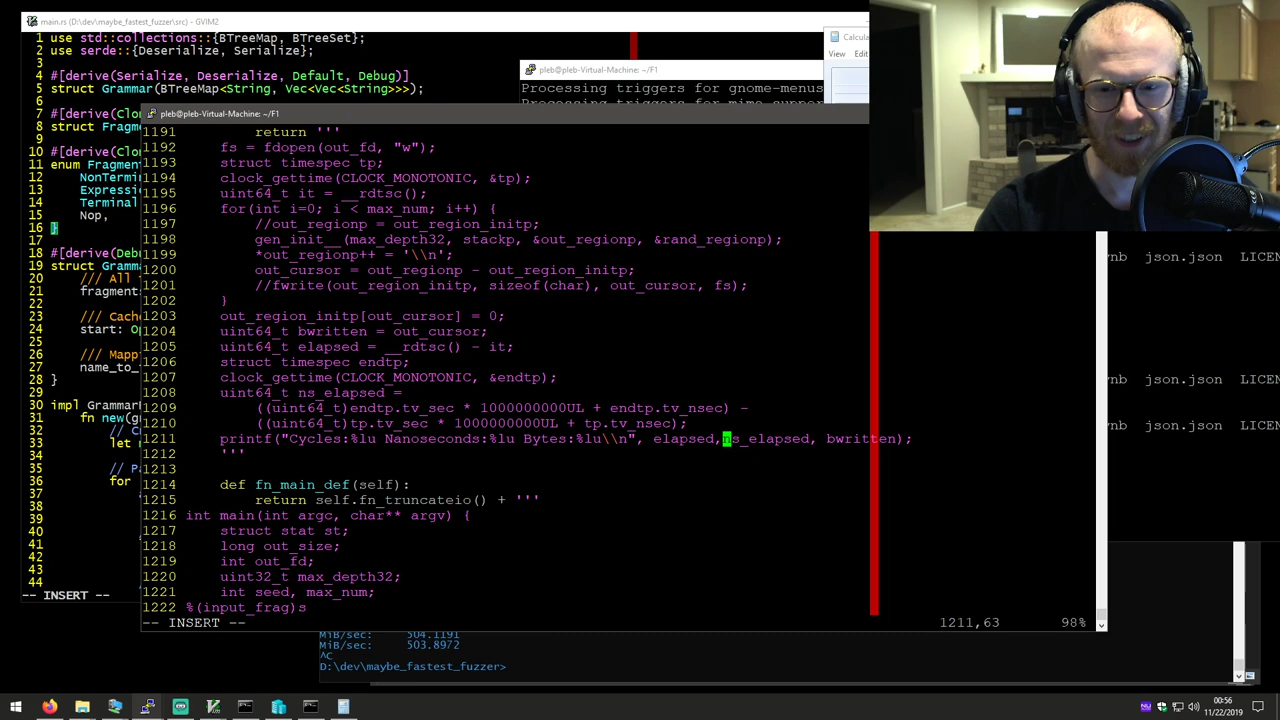 main.rs (D:\dev\maybe_fastest_fuzzer\src) - GVIM2
1 use std::collections::{BTreeMap, BTreeSet};
2 use serde::{Deserialize, Serialize};
3
4 #[derive(Serialize, Deserialize, Default, Debug)]
5 struct Grammar(BTreeMap<String, Vec<Vec<String>>>);
6
7 #[derive(Clo
8 struct Fragm
9
10 #[derive(Clo
11 enum Fragmen
12 NonTermi
13 Expressi
14 Terminal
15 Nop,
16 }
17
18 #[derive(Deb
19 struct Gramm
20 /// All
21 fragment
22
23 /// Cach
24 start: Op
25
26 /// Mapp
27 name_to_
28 }
29
30 impl Grammar
31 fn new(g
32 // C
33 let
34
35 // P
36 for
37
38
39
40
41
42
43
44
-- INSERT --
Calcula
View Edit
pleb@pleb-Virtual-Machine: ~/F1
Processing triggers for gnome-menus
pleb@pleb-Virtual-Machine: ~/F1
1191 return '''
1192 fs = fdopen(out_fd, "w");
1193 struct timespec tp;
1194 clock_gettime(CLOCK_MONOTONIC, &tp);
1195 uint64_t it = __rdtsc();
1196 for(int i=0; i < max_num; i++) {
1197 //out_regionp = out_region_initp;
1198 gen_init__(max_depth32, stackp, &out_regionp, &rand_regionp);
1199 *out_regionp++ = '\\n';
1200 out_cursor = out_regionp - out_region_initp;
1201 //fwrite(out_region_initp, sizeof(char), out_cursor, fs);
1202 }
1203 out_region_initp[out_cursor] = 0;
1204 uint64_t bwritten = out_cursor;
1205 uint64_t elapsed = __rdtsc() - it;
1206 struct timespec endtp;
1207 clock_gettime(CLOCK_MONOTONIC, &endtp);
1208 uint64_t ns_elapsed =
1209 ((uint64_t)endtp.tv_sec * 1000000000UL + endtp.tv_nsec) -
1210 ((uint64_t)tp.tv_sec * 1000000000UL + tp.tv_nsec);
1211 printf("Cycles:%lu Nanoseconds:%lu Bytes:%lu\\n", elapsed,ns_elapsed, bwritten);
1212 '''
1213
1214 def fn_main_def(self):
1215 return self.fn_truncateio() + '''
1216 int main(int argc, char** argv) {
1217 struct stat st;
1218 long out_size;
1219 int out_fd;
1220 uint32_t max_depth32;
1221 int seed, max_num;
1222 %(input_frag)s
-- INSERT -- 1211,63 98%
ynb json.json LICEN
ynb json.json LICEN
ynb json.json LICEN
MiB/sec: 504.1191
MiB/sec: 503.8972
^C
D:\dev\maybe_fastest_fuzzer>
00:56
11/22/2019